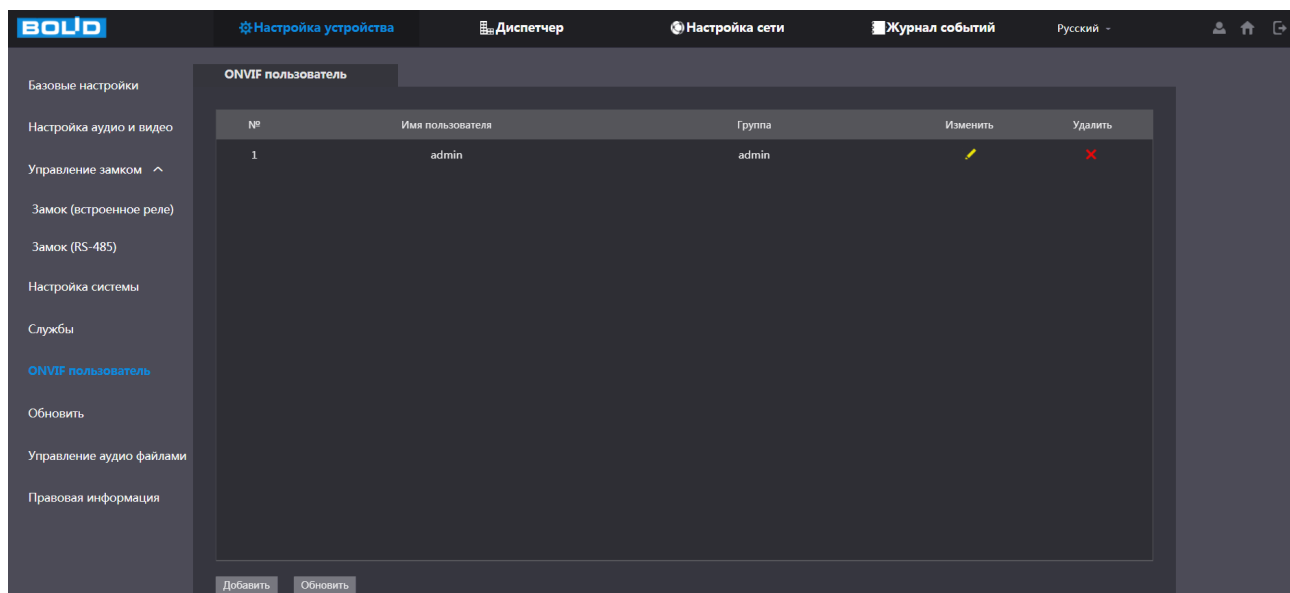 BOLID Настройка устройства Диспетчер Настройка сети Журнал событий Русский
Базовые настройки
Настройка аудио и видео
Управление замком
Замок (встроенное реле)
Замок (RS-485)
Настройка системы
Службы
ONVIF пользователь
Обновить
Управление аудио файлами
Правовая информация
ONVIF пользователь
№ Имя пользователя Группа Изменить Удалить
1 admin admin
Добавить Обновить